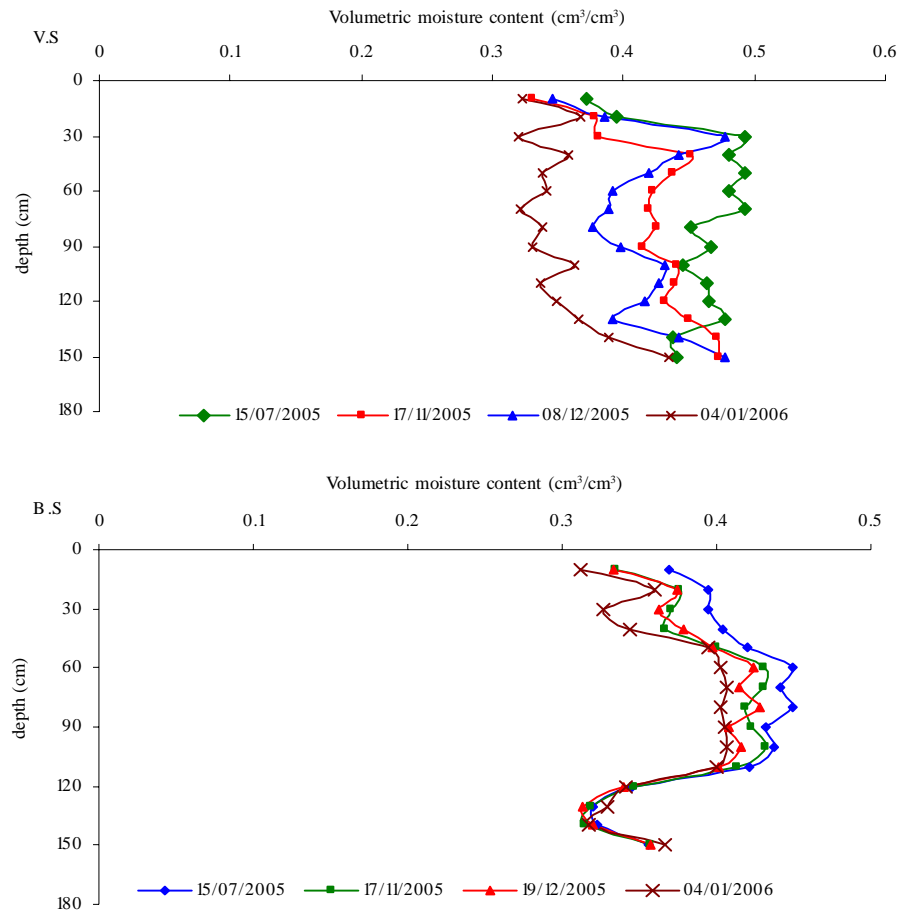 Volumetric moisture content (cm³/cm³)
V.S
0 0.1 0.2 0.3 0.4 0.5 0.6
0
30
60
90
120
150
180
depth (cm)
15/07/2005 17/11/2005 08/12/2005 04/01/2006
Volumetric moisture content (cm³/cm³)
B.S
0 0.1 0.2 0.3 0.4 0.5
0
30
60
90
120
150
180
depth (cm)
15/07/2005 17/11/2005 19/12/2005 04/01/2006